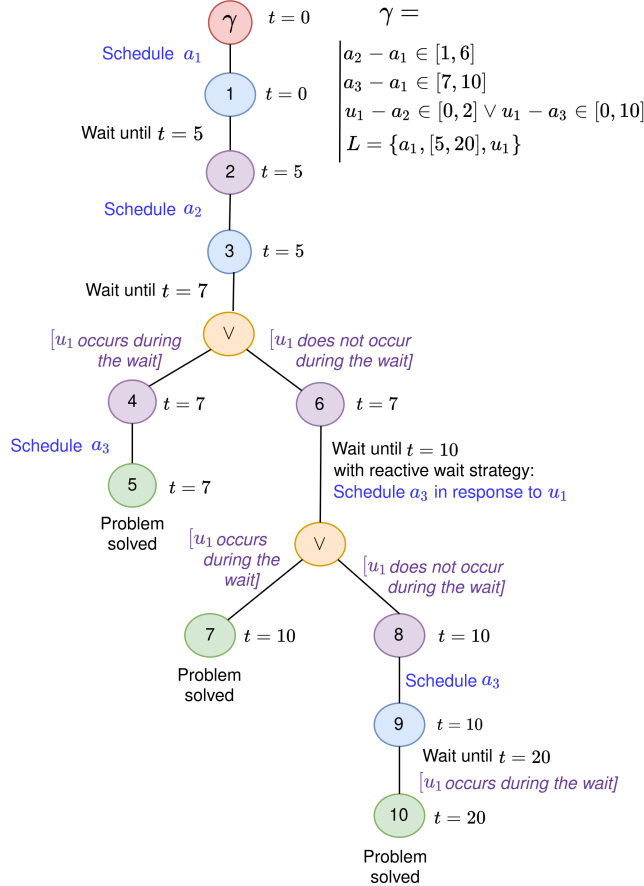 γ
t = 0
γ =
Schedule a₁
a₂ − a₁ ∈ [1, 6]
a₃ − a₁ ∈ [7, 10]
u₁ − a₂ ∈ [0, 2] ∨ u₁ − a₃ ∈ [0, 10]
L = {a₁, [5, 20], u₁}
1
t = 0
Wait until t = 5
2
t = 5
Schedule a₂
3
t = 5
Wait until t = 7
∨
[u₁ occurs during
the wait]
[u₁ does not occur
during the wait]
4
t = 7
6
t = 7
Schedule a₃
Wait until t = 10
with reactive wait strategy:
Schedule a₃ in response to u₁
5
t = 7
Problem
solved
∨
[u₁ occurs
during the
wait]
[u₁ does not occur
during the wait]
7
t = 10
Problem
solved
8
t = 10
Schedule a₃
9
t = 10
Wait until t = 20
[u₁ occurs during the wait]
10
t = 20
Problem
solved